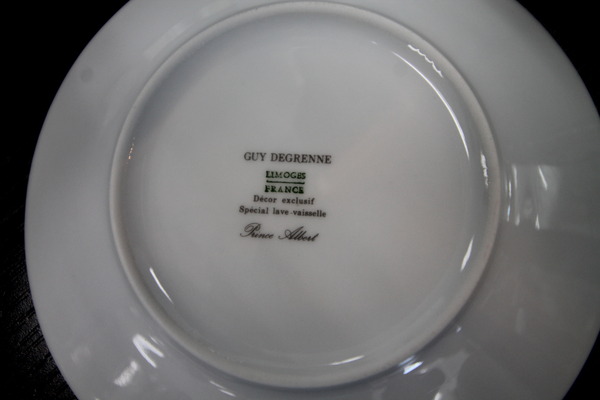 GUY DEGRENNE
LIMOGES
FRANCE
Décor exclusif
Spécial lave-vaisselle
Prince Albert